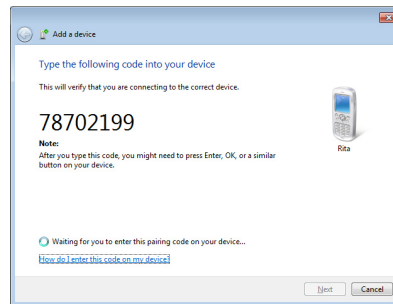 Add a device
Type the following code into your device
This will verify that you are connecting to the correct device.
78702199
Note:
After you type this code, you might need to press Enter, OK, or a similar
button on your device.
Rita
Waiting for you to enter this pairing code on your device...
How do I enter this code on my device?
Next Cancel